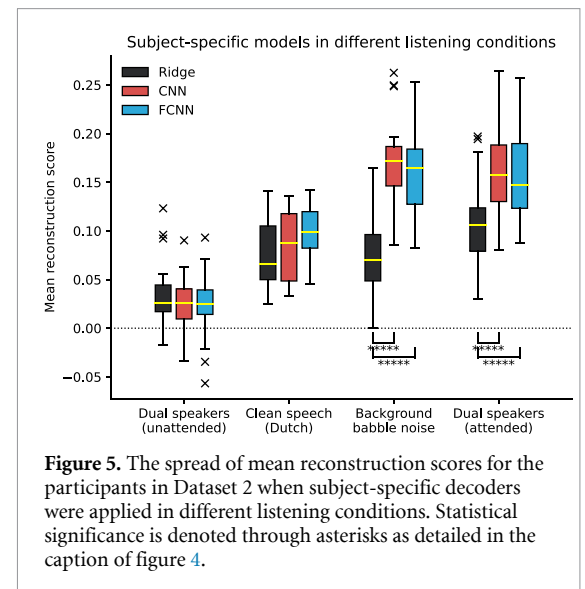 Subject-specific models in different listening conditions
Ridge
CNN
FCNN
Mean reconstruction score
0.25
0.20
0.15
0.10
0.05
0.00
−0.05
*****
*****
*****
*****
Dual speakers
(unattended)
Clean speech
(Dutch)
Background
babble noise
Dual speakers
(attended)
Figure 5. The spread of mean reconstruction scores for the
participants in Dataset 2 when subject-specific decoders
were applied in different listening conditions. Statistical
significance is denoted through asterisks as detailed in the
caption of figure 4.